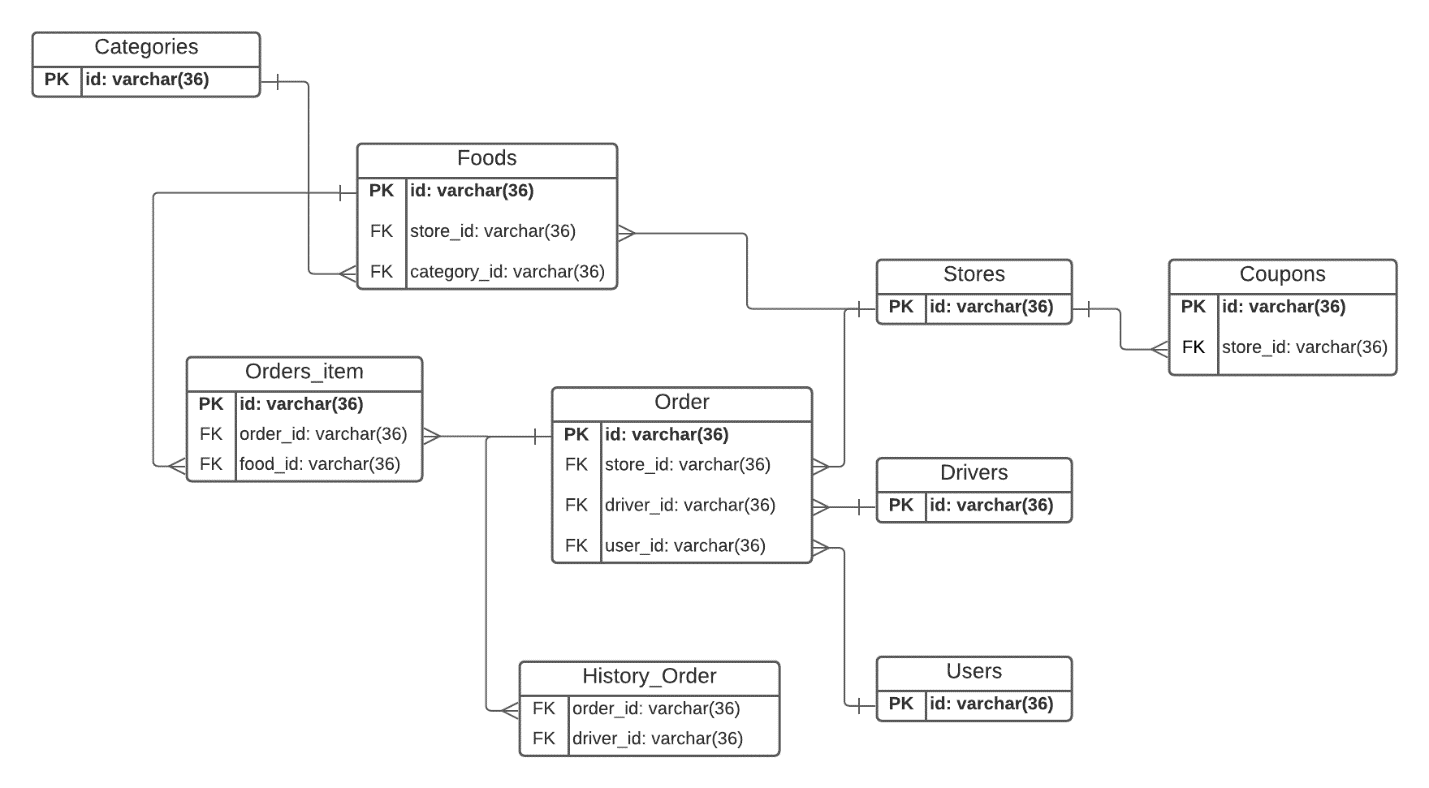 Categories
PK id: varchar(36)
Foods
PK id: varchar(36)
FK store_id: varchar(36)
FK category_id: varchar(36)
Stores
PK id: varchar(36)
Coupons
PK id: varchar(36)
FK store_id: varchar(36)
Orders_item
PK id: varchar(36)
FK order_id: varchar(36)
FK food_id: varchar(36)
Order
PK id: varchar(36)
FK store_id: varchar(36)
FK driver_id: varchar(36)
FK user_id: varchar(36)
Drivers
PK id: varchar(36)
History_Order
FK order_id: varchar(36)
FK driver_id: varchar(36)
Users
PK id: varchar(36)